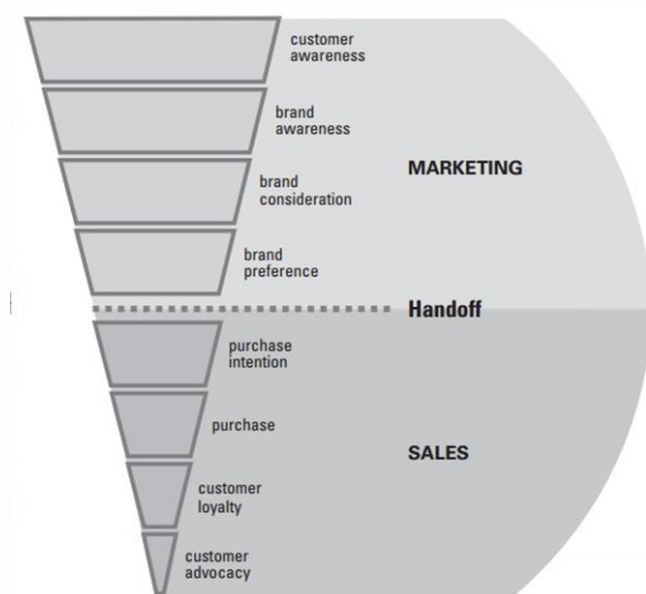 customer
awareness
brand
awareness
MARKETING
brand
consideration
brand
preference
Handoff
purchase
intention
purchase
SALES
customer
loyalty
customer
advocacy